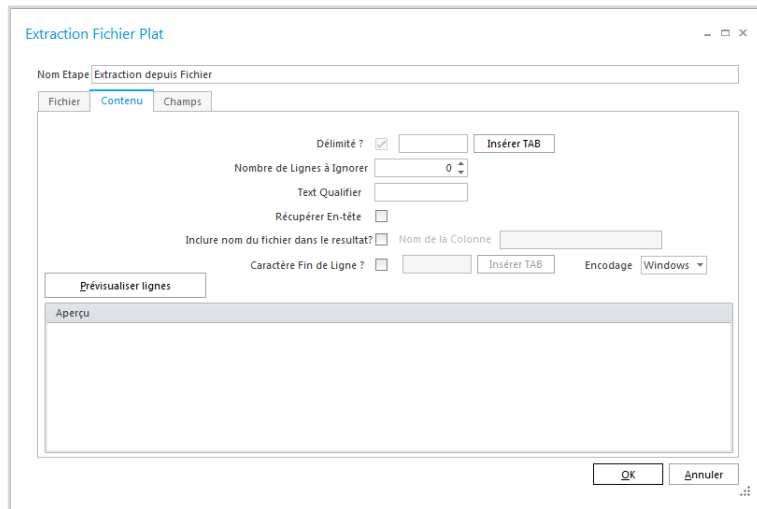 Extraction Fichier Plat
Nom Etape Extraction depuis Fichier
Fichier Contenu Champs
Délimité ? Insérer TAB
Nombre de Lignes à Ignorer 0
Text Qualifier
Récupérer En-tête
Inclure nom du fichier dans le resultat? Nom de la Colonne
Caractère Fin de Ligne ? Insérer TAB Encodage Windows
Prévisualiser lignes
Aperçu
OK Annuler